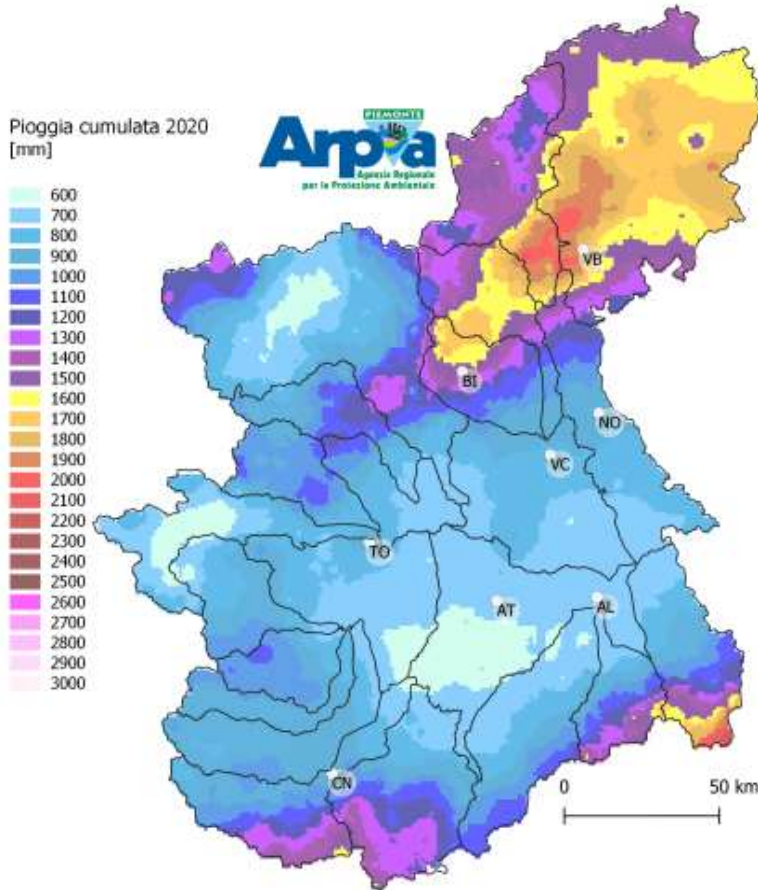 Pioggia cumulata 2020
[mm]
600
700
800
900
1000
1100
1200
1300
1400
1500
1600
1700
1800
1900
2000
2100
2200
2300
2400
2500
2600
2700
2800
2900
3000
PIEMONTE
Arpa
Agenzia Regionale
per la Protezione Ambientale
VB
BI
NO
VC
TO
AT
AL
CN
0 50 km